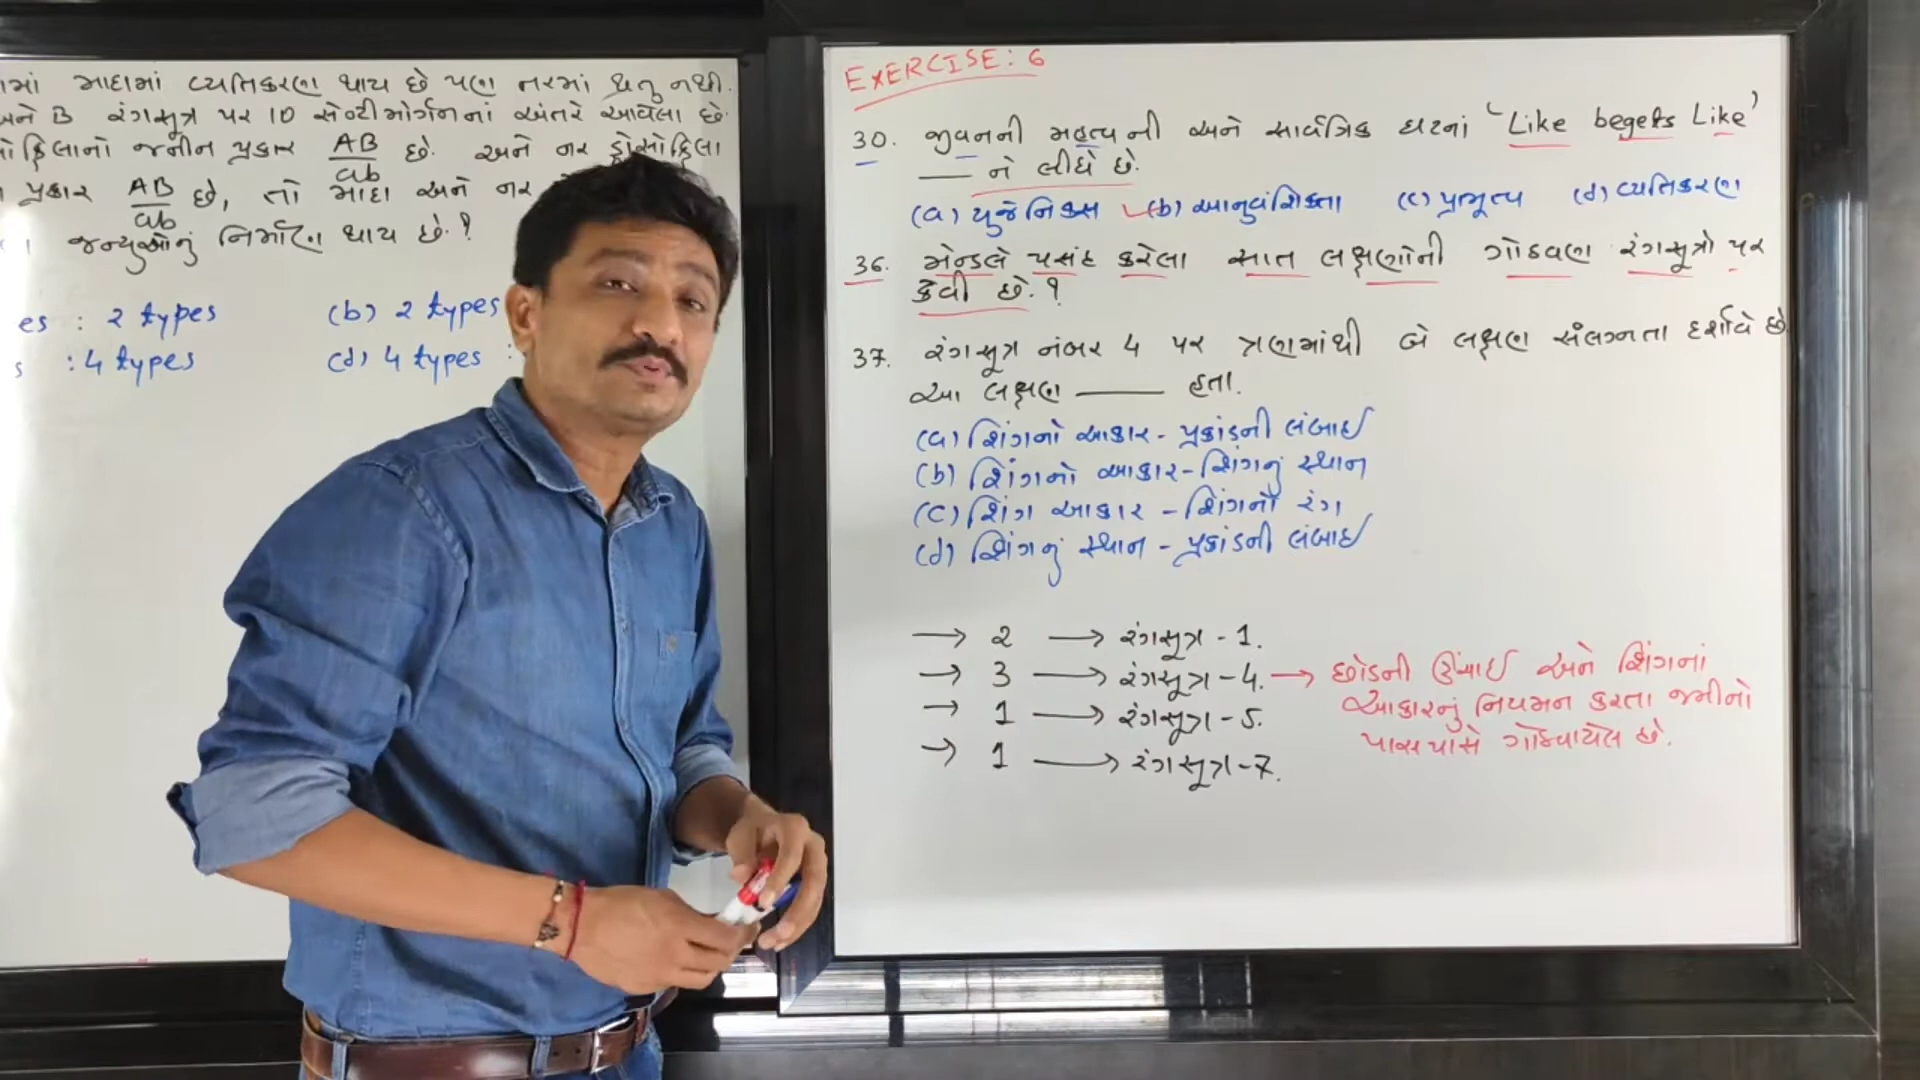 માં માદામાં વ્યતિકરણ થાય છે પણ નરમાં થતુ નથી.
અને B રંગસૂત્ર પર 10 સેન્ટીમોર્ગનનાં અંતરે આવેલા છે.
જનીન પ્રકાર AB/ab છે. અને નર ડ્રોસોફિલા
પ્રકાર AB/ab છે, તો માદા અને નર
જન્યુઓનું નિર્માણ થાય છે.?
es : 2 types (b) 2 types
s : 4 types (d) 4 types :
EXERCISE: 6
30. જીવનની મહત્વની અને સાર્વત્રિક ઘટનાં 'Like begets Like'
____ ને લીધે છે.
(a) યુજેનિક્સ (b) આનુવંશિકતા (c) પ્રભુત્વ (d) વ્યતિકરણ
36. મેન્ડલે પસંદ કરેલા સાત લક્ષણોની ગોઠવણ રંગસૂત્રો પર
કેવી છે.?
37. રંગસૂત્ર નંબર 4 પર ત્રણમાંથી બે લક્ષણ સંલગ્નતા દર્શાવે છે
આ લક્ષણ ____ હતા.
(a) શિંગનો આકાર - પ્રકાંડની લંબાઈ
(b) શિંગનો આકાર - શિંગનું સ્થાન
(c) શિંગ આકાર - શિંગનો રંગ
(d) શિંગનું સ્થાન - પ્રકાંડની લંબાઈ
→ 2 → રંગસૂત્ર - 1.
→ 3 → રંગસૂત્ર - 4. → છોડની ઉંચાઈ અને શિંગનાં
આકારનું નિયમન કરતા જનીનો
પાસપાસે ગોઠવાયેલ છે.
→ 1 → રંગસૂત્ર - 5.
→ 1 → રંગસૂત્ર - 7.